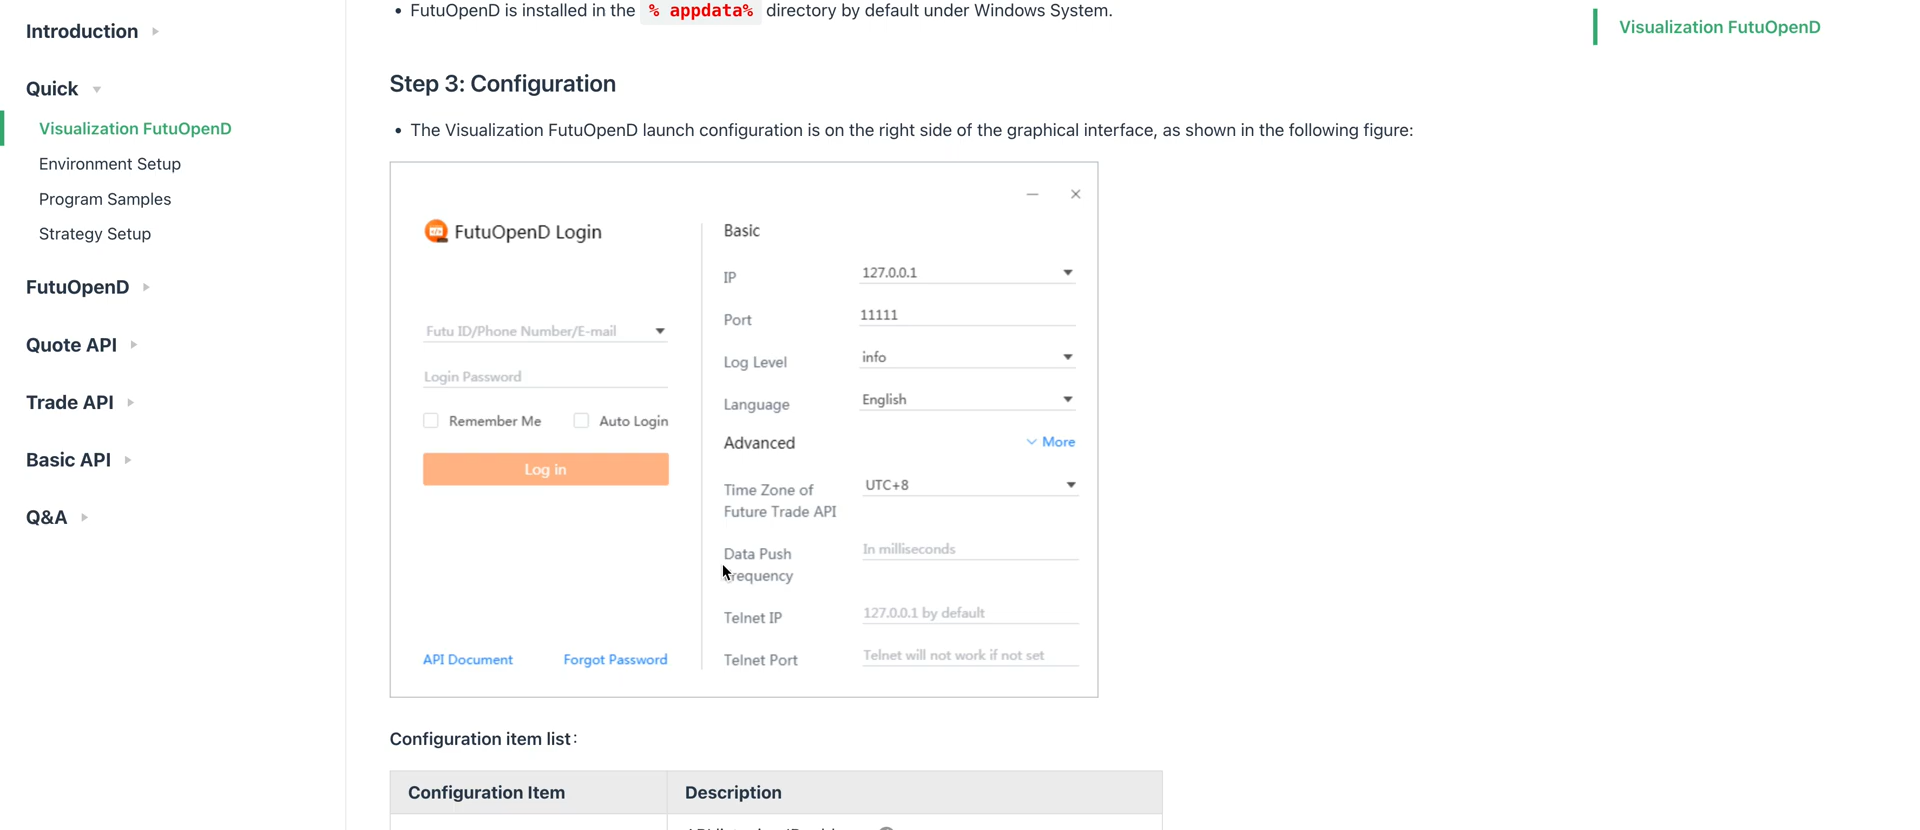 Introduction
Quick
Visualization FutuOpenD
Environment Setup
Program Samples
Strategy Setup
FutuOpenD
Quote API
Trade API
Basic API
Q&A
• FutuOpenD is installed in the % appdata% directory by default under Windows System.
Step 3: Configuration
• The Visualization FutuOpenD launch configuration is on the right side of the graphical interface, as shown in the following figure:
FutuOpenD Login
Futu ID/Phone Number/E-mail
Login Password
Remember Me Auto Login
Log in
API Document Forgot Password
Basic
IP 127.0.0.1
Port 11111
Log Level info
Language English
Advanced More
Time Zone of UTC+8
Future Trade API
Data Push In milliseconds
requency
Telnet IP 127.0.0.1 by default
Telnet Port Telnet will not work if not set
Configuration item list:
Configuration Item Description
Visualization FutuOpenD